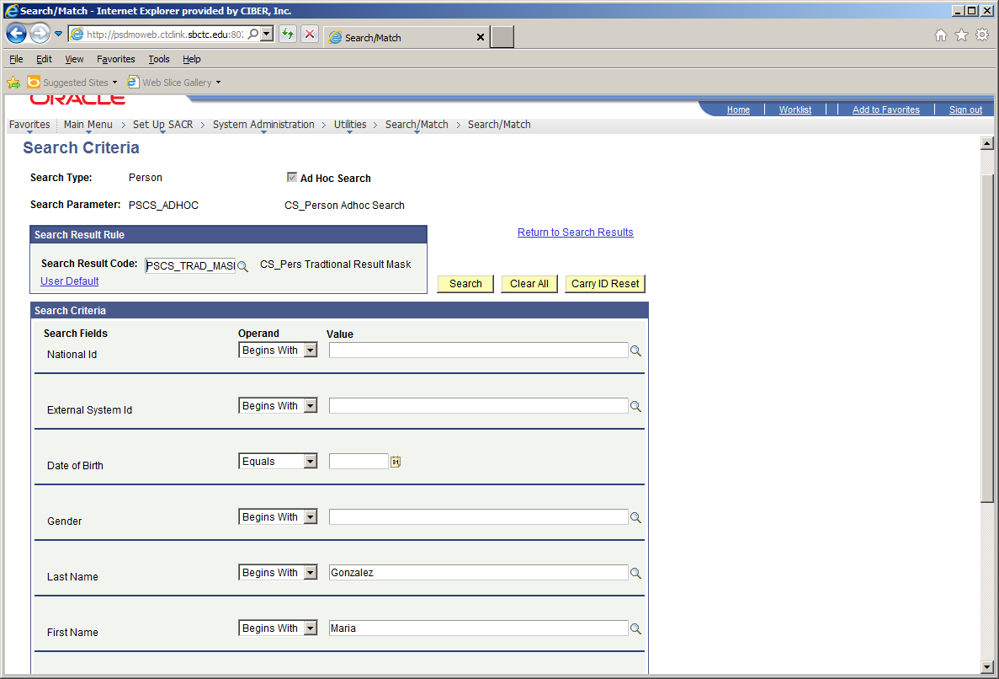 Search/Match - Internet Explorer provided by CIBER, Inc.
http://psdmoweb.ctclink.sbctc.edu:80
Search/Match
File Edit View Favorites Tools Help
Suggested Sites Web Slice Gallery
ORACLE
Home Worklist Add to Favorites Sign out
Favorites Main Menu > Set Up SACR > System Administration > Utilities > Search/Match > Search/Match
Search Criteria
Search Type: Person Ad Hoc Search
Search Parameter: PSCS_ADHOC CS_Person Adhoc Search
Search Result Rule
Return to Search Results
Search Result Code: PSCS_TRAD_MAS CS_Pers Tradtional Result Mask
User Default
Search Clear All Carry ID Reset
Search Criteria
Search Fields Operand Value
National Id Begins With
External System Id Begins With
Date of Birth Equals
31
Gender Begins With
Last Name Begins With Gonzalez
First Name Begins With Maria